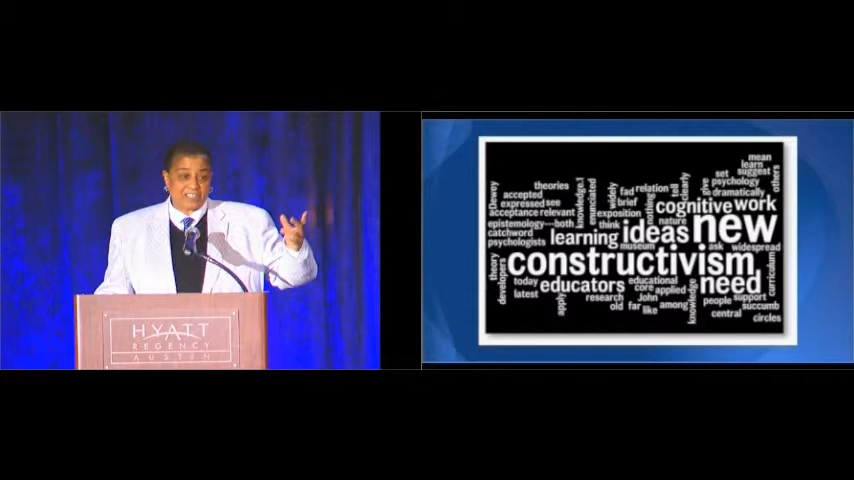 HYATT
REGENCY
AUSTIN
mean
learn
suggest
others
set
psychology
dramatically
give
clearly
tell
theories
accepted
expressed see
acceptance relevant
epistemology---both
catchword
psychologists
Dewey
knowledge.1
enunciated
widely
fad relation
brief
exposition
think
nothing
nature
cognitive work
learning ideas new
museum
ask widespread
constructivism
theory
developers
today
latest
educators
educational
core applied
need
curriculum
apply
research
old
John
far
like
among
knowledge
people support
succumb
central
circles